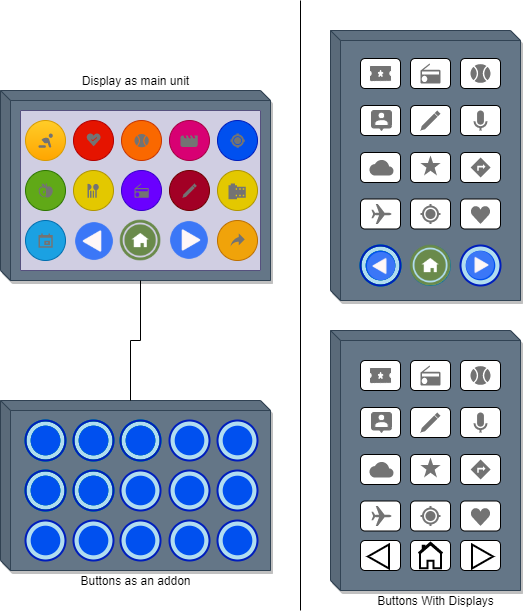 Display as main unit
Buttons as an addon
Buttons With Displays